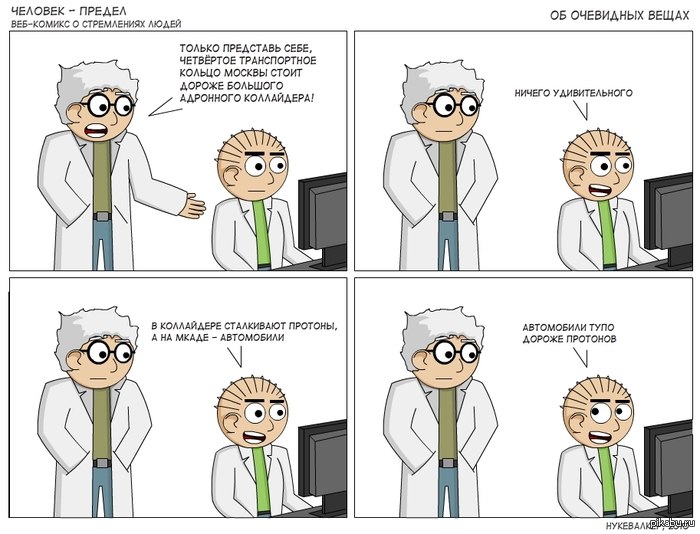 ЧЕЛОВЕК - ПРЕДЕЛ
ВЕБ-КОМИКС О СТРЕМЛЕНИЯХ ЛЮДЕЙ
ОБ ОЧЕВИДНЫХ ВЕЩАХ
ТОЛЬКО ПРЕДСТАВЬ СЕБЕ,
ЧЕТВЁРТОЕ ТРАНСПОРТНОЕ
КОЛЬЦО МОСКВЫ СТОИТ
ДОРОЖЕ БОЛЬШОГО
АДРОННОГО КОЛЛАЙДЕРА!
НИЧЕГО УДИВИТЕЛЬНОГО
В КОЛЛАЙДЕРЕ СТАЛКИВАЮТ ПРОТОНЫ,
А НА МКАДЕ - АВТОМОБИЛИ
АВТОМОБИЛИ ТУПО
ДОРОЖЕ ПРОТОНОВ
pikabu.ru
НУКЕВАЛКЕР,